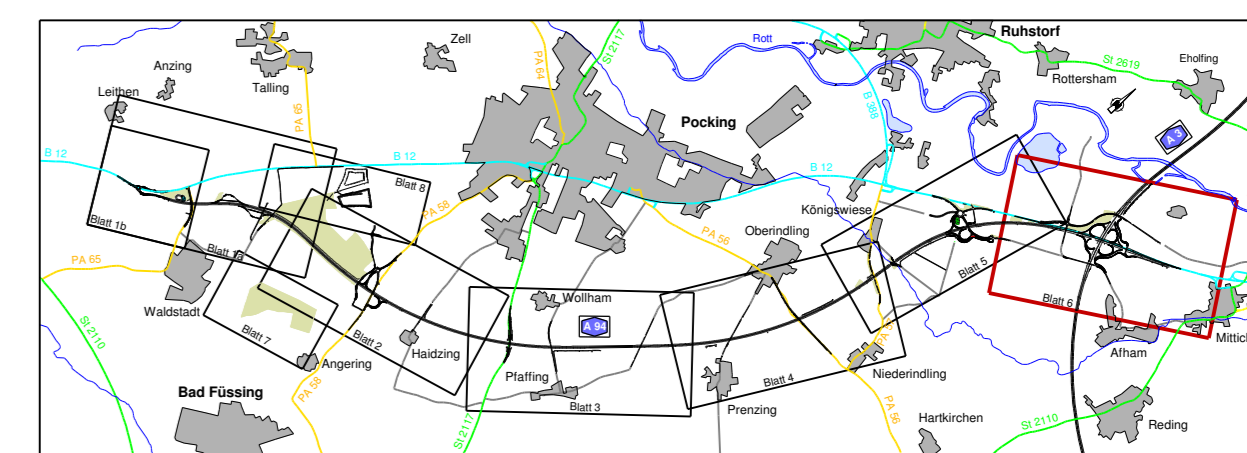 Ruhstorf
Zell
Rott
St 2117
PA 64
Anzing
Talling
St 2619
Eholfing
Rottersham
Leithen
PA 65
B 388
Pocking
A 3
B 12
B 12
B 12
Blatt 8
PA 58
Königswiese
Blatt 1b
PA 56
Oberindling
Blatt 1a
PA 65
Blatt 5
Waldstadt
Wollham
Blatt 6
St 2110
A 94
Blatt 7
Blatt 2
Haidzing
Afham
Angering
Pfaffing
Niederindling
Blatt 4
PA 58
Bad Füssing
Blatt 3
Prenzing
PA 56
Hartkirchen
St 2110
Reding
St 2117